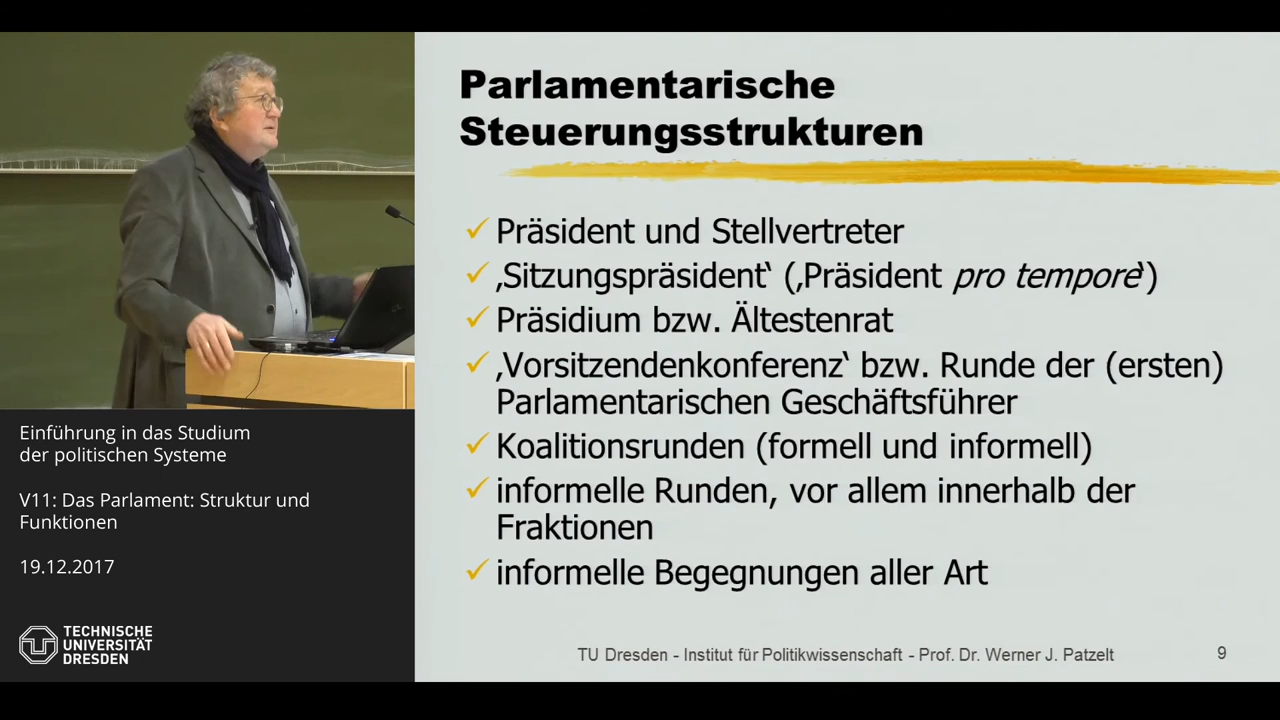 Parlamentarische
Steuerungsstrukturen
Präsident und Stellvertreter
‚Sitzungspräsident‘ (‚Präsident pro tempore‘)
Präsidium bzw. Ältestenrat
‚Vorsitzendenkonferenz‘ bzw. Runde der (ersten)
Parlamentarischen Geschäftsführer
Koalitionsrunden (formell und informell)
informelle Runden, vor allem innerhalb der
Fraktionen
informelle Begegnungen aller Art
TU Dresden - Institut für Politikwissenschaft - Prof. Dr. Werner J. Patzelt
9
Einführung in das Studium
der politischen Systeme
V11: Das Parlament: Struktur und
Funktionen
19.12.2017
TECHNISCHE
UNIVERSITÄT
DRESDEN